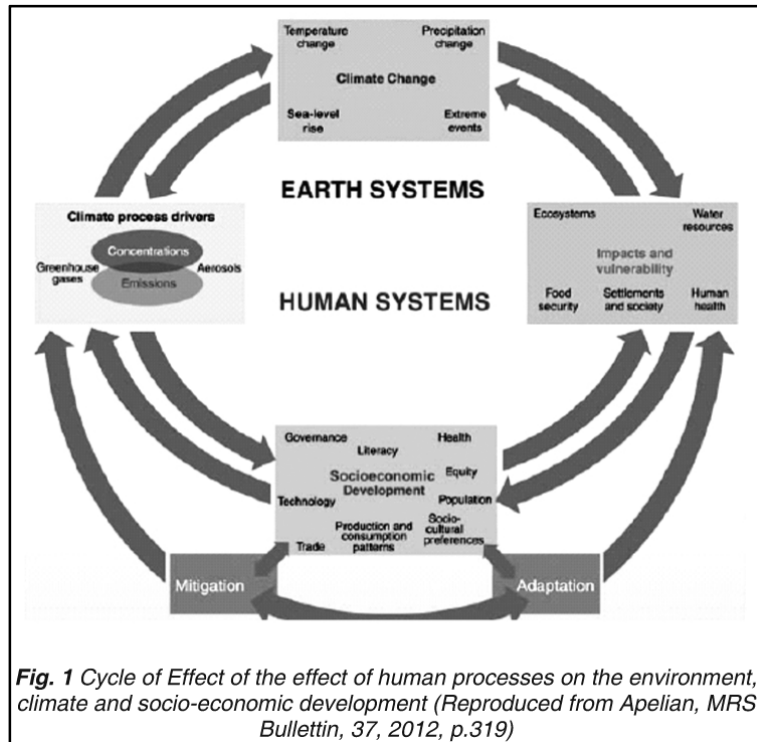 Temperature change
Precipitation change
Climate Change
Sea-level rise
Extreme events
EARTH SYSTEMS
Climate process drivers
Concentrations
Greenhouse gases
Aerosols
Emissions
Ecosystems
Water resources
Impacts and vulnerability
Food security
Settlements and society
Human health
HUMAN SYSTEMS
Governance
Literacy
Health
Socioeconomic Development
Equity
Technology
Population
Trade
Production and consumption patterns
Socio-cultural preferences
Mitigation
Adaptation
Fig. 1 Cycle of Effect of the effect of human processes on the environment,
climate and socio-economic development (Reproduced from Apelian, MRS
Bullettin, 37, 2012, p.319)